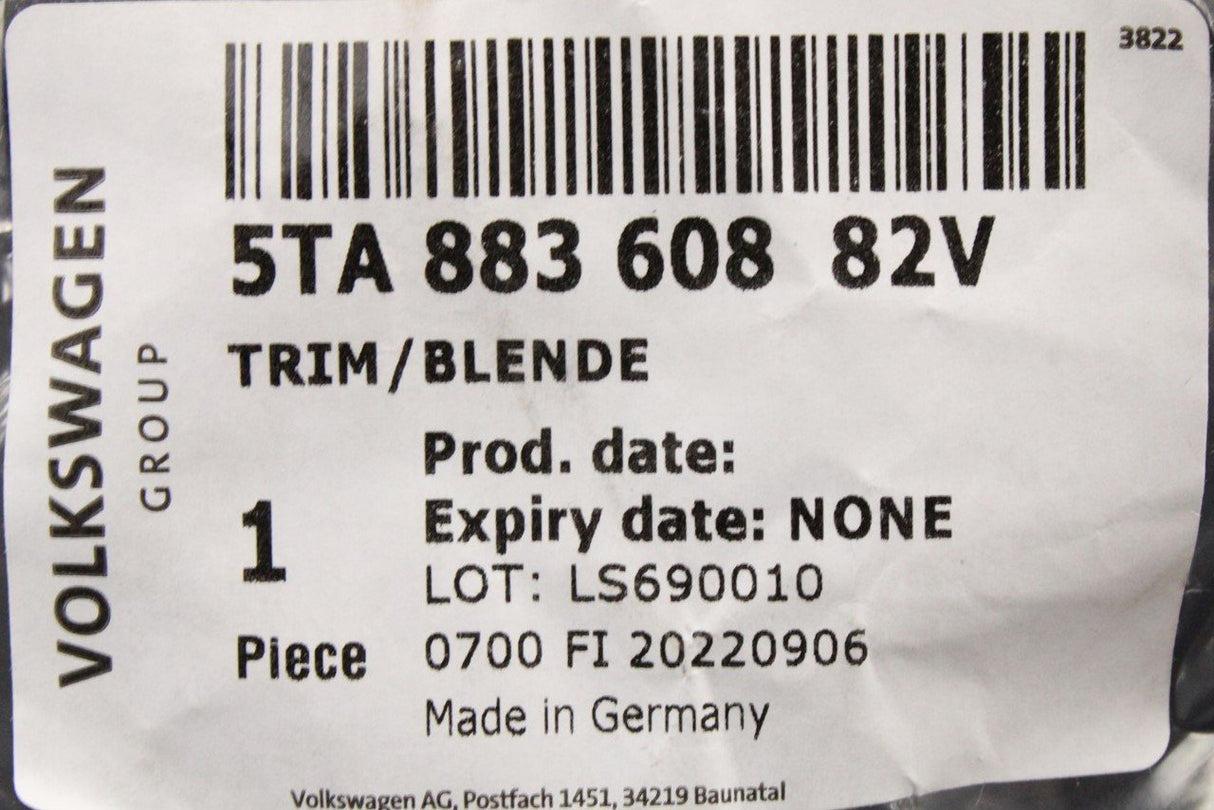 3822
VOLKSWAGEN
GROUP
5TA 883 608 82V
TRIM/BLENDE
Prod. date:
Expiry date: NONE
1
LOT: LS690010
Piece
0700 FI 20220906
Made in Germany
Volkswagen AG, Postfach 1451, 34219 Baunatal